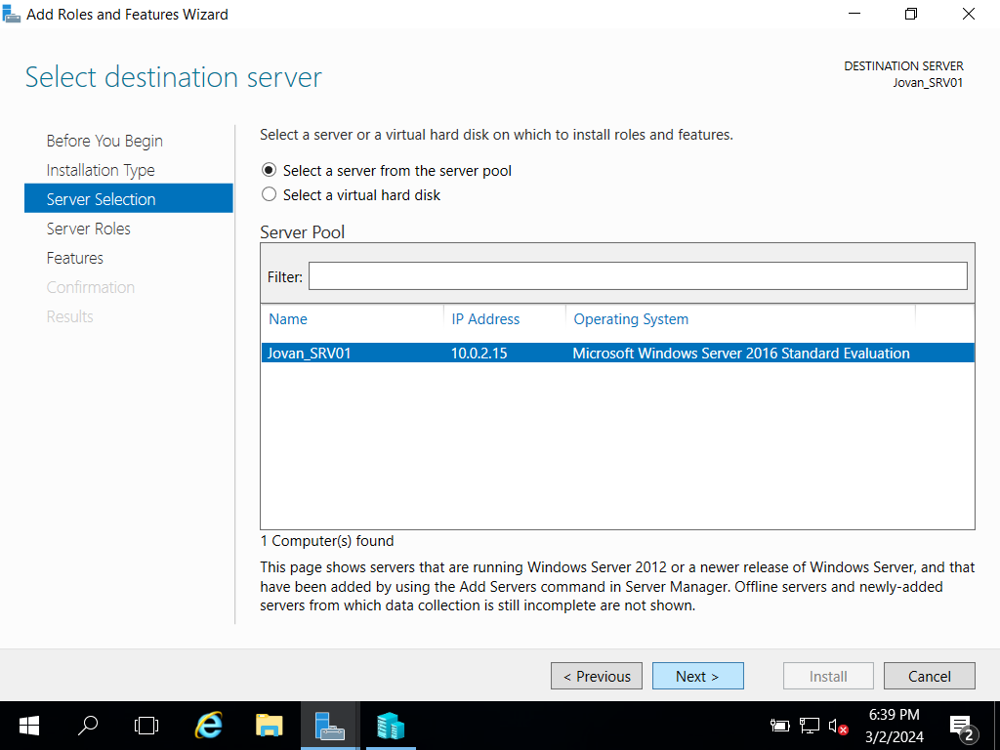 Add Roles and Features Wizard
Select destination server
DESTINATION SERVER
Jovan_SRV01
Before You Begin
Installation Type
Server Selection
Server Roles
Features
Confirmation
Results
Select a server or a virtual hard disk on which to install roles and features.
Select a server from the server pool
Select a virtual hard disk
Server Pool
Filter:
Name IP Address Operating System
Jovan_SRV01 10.0.2.15 Microsoft Windows Server 2016 Standard Evaluation
1 Computer(s) found
This page shows servers that are running Windows Server 2012 or a newer release of Windows Server, and that
have been added by using the Add Servers command in Server Manager. Offline servers and newly-added
servers from which data collection is still incomplete are not shown.
< Previous Next > Install Cancel
6:39 PM
3/2/2024
2